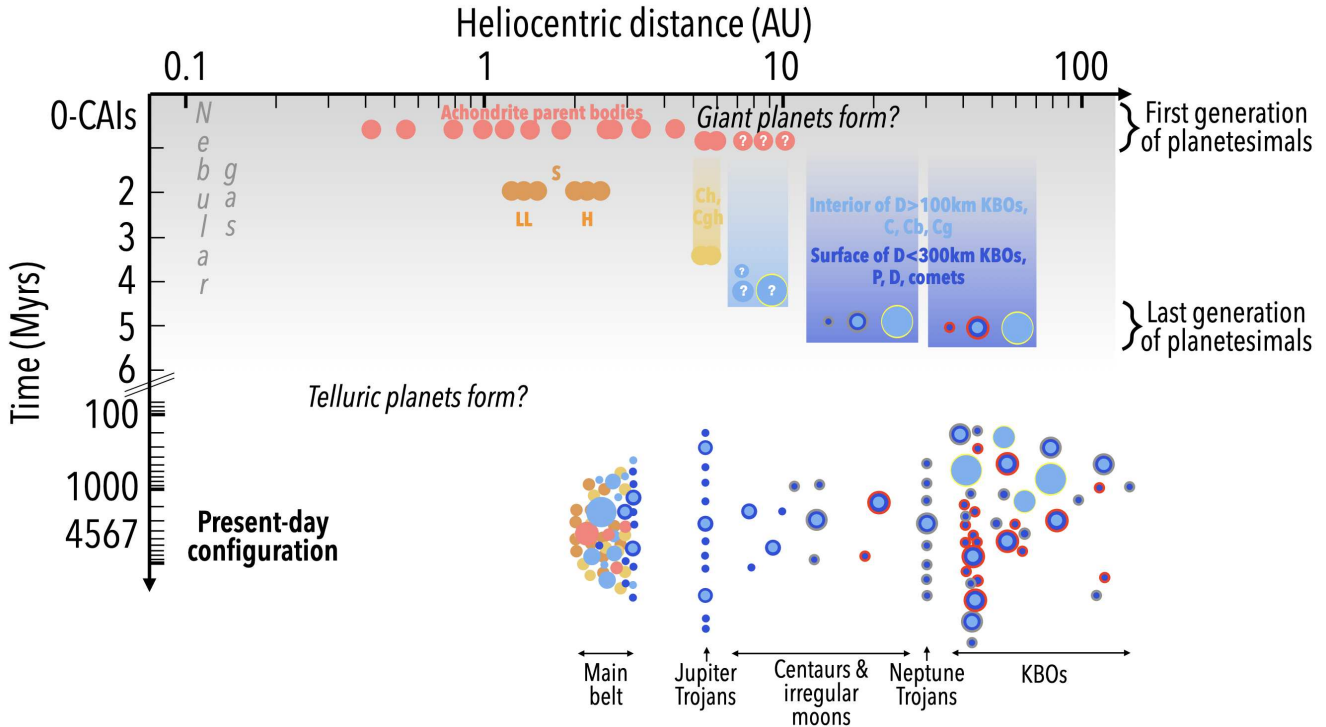 Heliocentric distance (AU)
0.1 1 10 100
0-CAIs
Nebular
gas
Achondrite parent bodies
Giant planets form?
First generation
of planetesimals
? ? ?
2
S
LL H
Ch,
Cgh
Interior of D>100km KBOs,
C, Cb, Cg
Surface of D<300km KBOs,
P, D, comets
3
4
?
? ?
5
6
Last generation
of planetesimals
Time (Myrs)
Telluric planets form?
100
1000
4567
Present-day
configuration
Main
belt
Jupiter
Trojans
Centaurs &
irregular
moons
Neptune
Trojans
KBOs